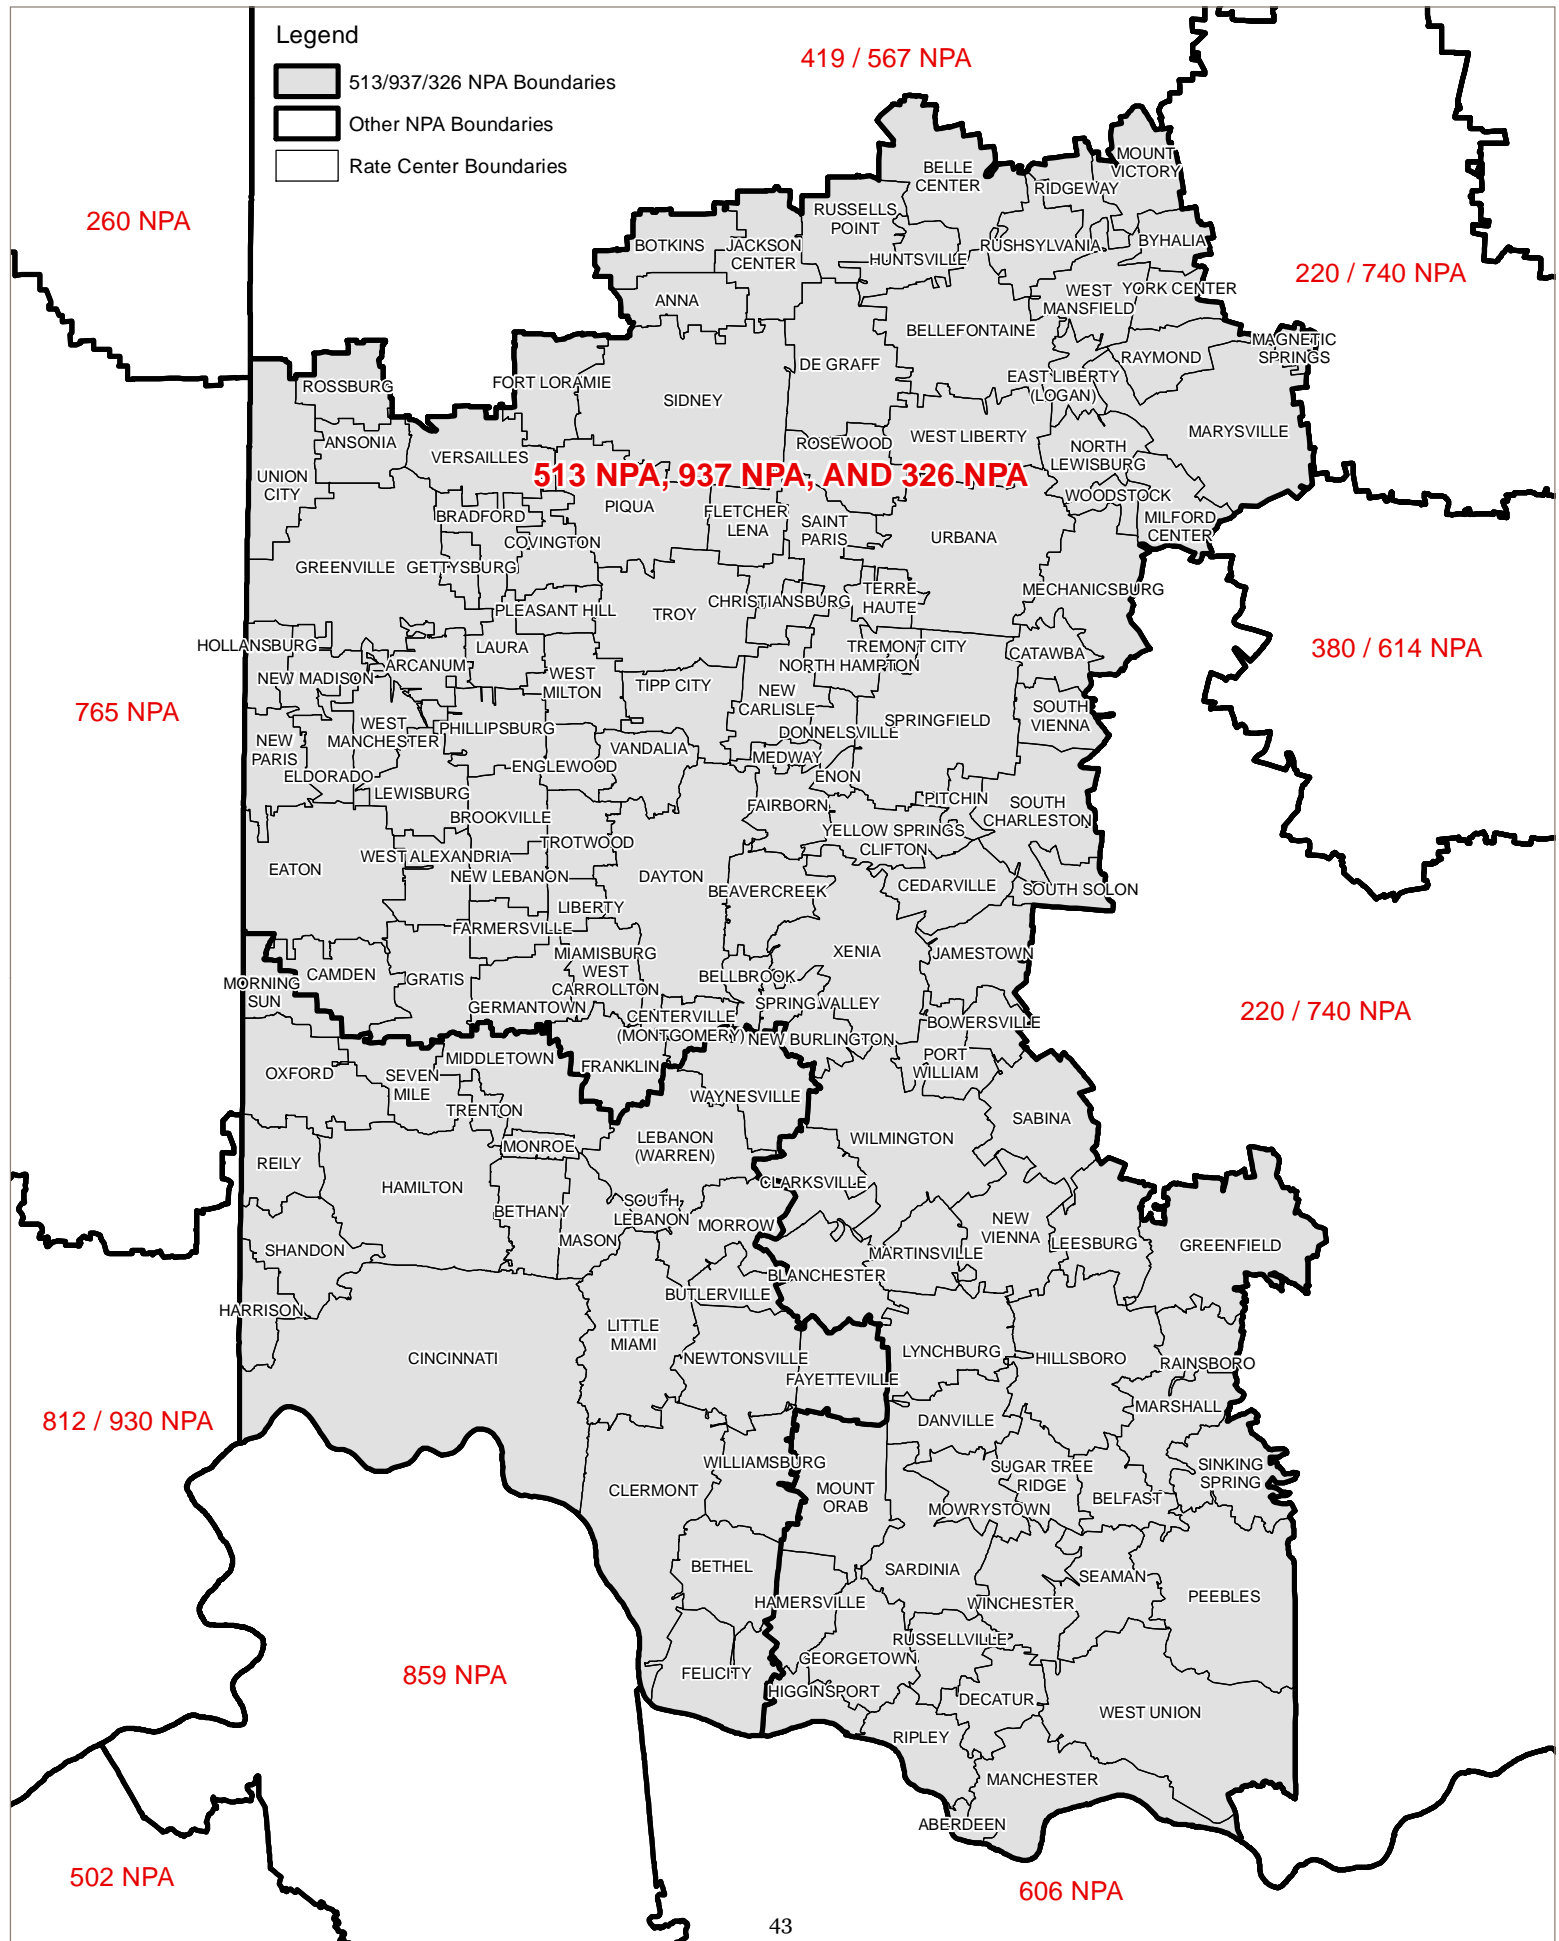 Legend
513/937/326 NPA Boundaries
Other NPA Boundaries
Rate Center Boundaries
419 / 567 NPA
260 NPA
220 / 740 NPA
765 NPA
380 / 614 NPA
220 / 740 NPA
812 / 930 NPA
859 NPA
502 NPA
606 NPA
513 NPA, 937 NPA, AND 326 NPA
MOUNT
VICTORY
BELLE
CENTER
RIDGEWAY
RUSSELLS
POINT
BOTKINS
JACKSON
CENTER
HUNTSVILLE
RUSHSYLVANIA
BYHALIA
ANNA
WEST
MANSFIELD
YORK CENTER
BELLEFONTAINE
MAGNETIC
SPRINGS
RAYMOND
DE GRAFF
EAST LIBERTY
(LOGAN)
ROSSBURG
FORT LORAMIE
SIDNEY
ANSONIA
VERSAILLES
ROSEWOOD
WEST LIBERTY
NORTH
LEWISBURG
MARYSVILLE
UNION
CITY
WOODSTOCK
BRADFORD
PIQUA
FLETCHER
LENA
SAINT
PARIS
URBANA
MILFORD
CENTER
COVINGTON
GREENVILLE
GETTYSBURG
MECHANICSBURG
PLEASANT HILL
TROY
CHRISTIANSBURG
TERRE
HAUTE
HOLLANSBURG
LAURA
TREMONT CITY
CATAWBA
ARCANUM
NORTH HAMPTON
NEW MADISON
WEST
MILTON
TIPP CITY
NEW
CARLISLE
SOUTH
VIENNA
WEST
MANCHESTER
PHILLIPSBURG
DONNELSVILLE
SPRINGFIELD
NEW
PARIS
VANDALIA
MEDWAY
ELDORADO
ENGLEWOOD
ENON
LEWISBURG
FAIRBORN
PITCHIN
SOUTH
CHARLESTON
BROOKVILLE
YELLOW SPRINGS
CLIFTON
TROTWOOD
WEST ALEXANDRIA
EATON
NEW LEBANON
DAYTON
BEAVERCREEK
CEDARVILLE
SOUTH SOLON
LIBERTY
FARMERSVILLE
MIAMISBURG
WEST
CARROLLTON
XENIA
JAMESTOWN
CAMDEN
GRATIS
BELLBROOK
MORNING
SUN
GERMANTOWN
SPRING VALLEY
CENTERVILLE
(MONTGOMERY)
BOWERSVILLE
NEW BURLINGTON
MIDDLETOWN
FRANKLIN
PORT
WILLIAM
OXFORD
SEVEN
MILE
WAYNESVILLE
TRENTON
SABINA
MONROE
LEBANON
(WARREN)
WILMINGTON
REILY
HAMILTON
CLARKSVILLE
BETHANY
SOUTH
LEBANON
MORROW
NEW
VIENNA
MASON
SHANDON
MARTINSVILLE
LEESBURG
GREENFIELD
BLANCHESTER
BUTLERVILLE
HARRISON
LITTLE
MIAMI
CINCINNATI
NEWTONSVILLE
LYNCHBURG
HILLSBORO
RAINSBORO
FAYETTEVILLE
MARSHALL
DANVILLE
WILLIAMSBURG
SUGAR TREE
RIDGE
SINKING
SPRING
CLERMONT
MOUNT
ORAB
BELFAST
MOWRYSTOWN
BETHEL
SARDINIA
SEAMAN
PEEBLES
HAMERSVILLE
WINCHESTER
RUSSELLVILLE
GEORGETOWN
FELICITY
HIGGINSPORT
DECATUR
WEST UNION
RIPLEY
MANCHESTER
ABERDEEN
43